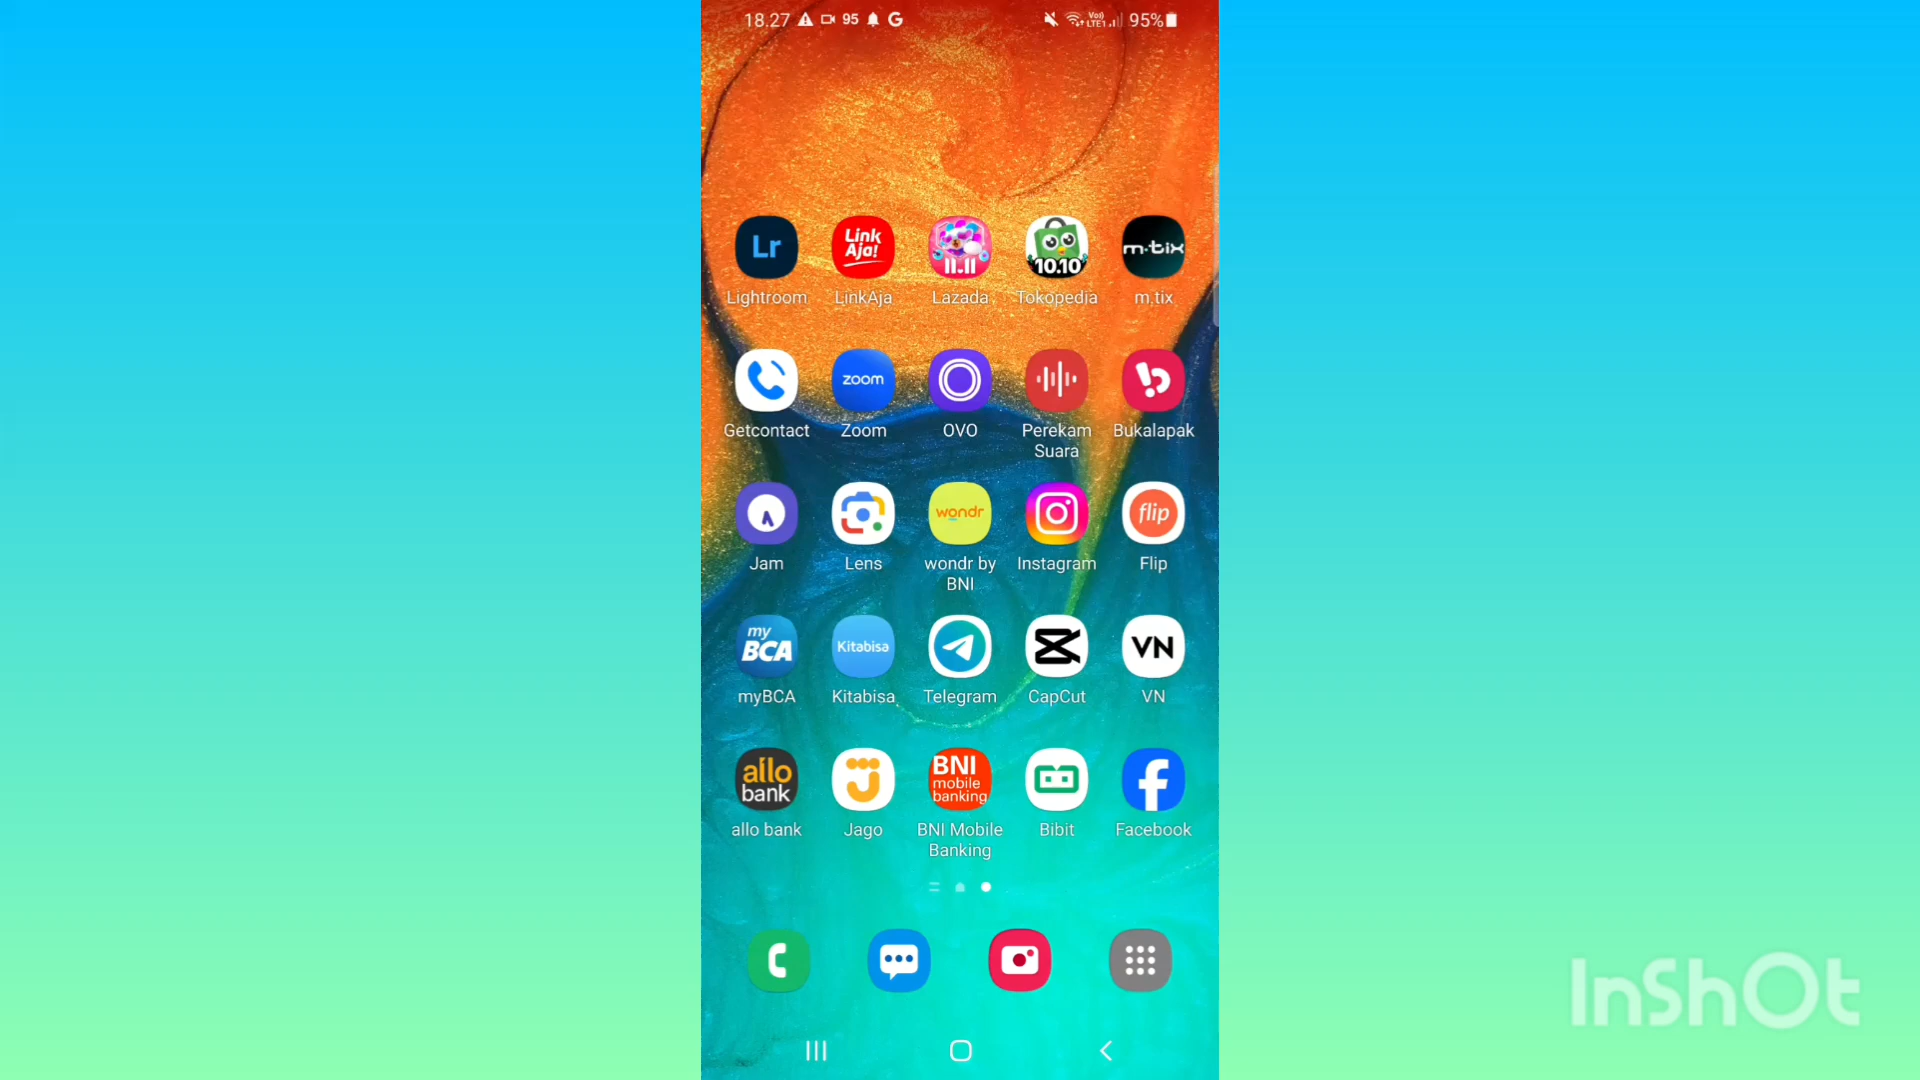 18.27 95 G Vo) LTE1 95%
Lr Link Aja! 11.11 10.10 m.tix
Lightroom LinkAja Lazada Tokopedia m.tix
zoom
Getcontact Zoom OVO Perekam Suara Bukalapak
wondr flip
Jam Lens wondr by BNI Instagram Flip
my BCA Kitabisa VN
myBCA Kitabisa Telegram CapCut VN
allo bank BNI mobile banking
allo bank Jago BNI Mobile Banking Bibit Facebook
InShOt